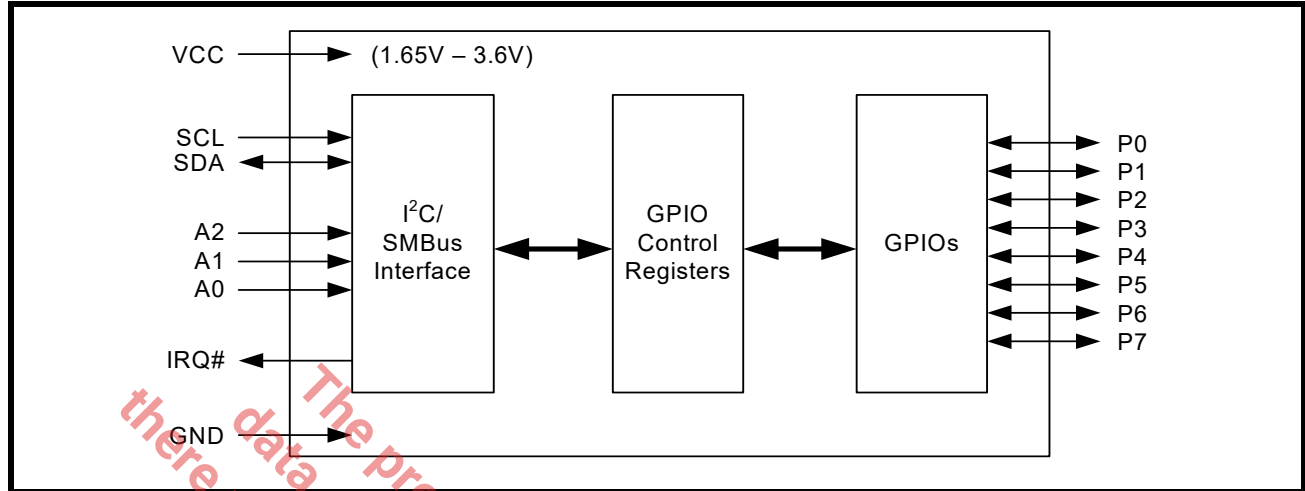 VCC
(1.65V – 3.6V)
SCL
SDA
A2
A1
A0
IRQ#
GND
I²C/
SMBus
Interface
GPIO
Control
Registers
GPIOs
P0
P1
P2
P3
P4
P5
P6
P7
The pro
data
there